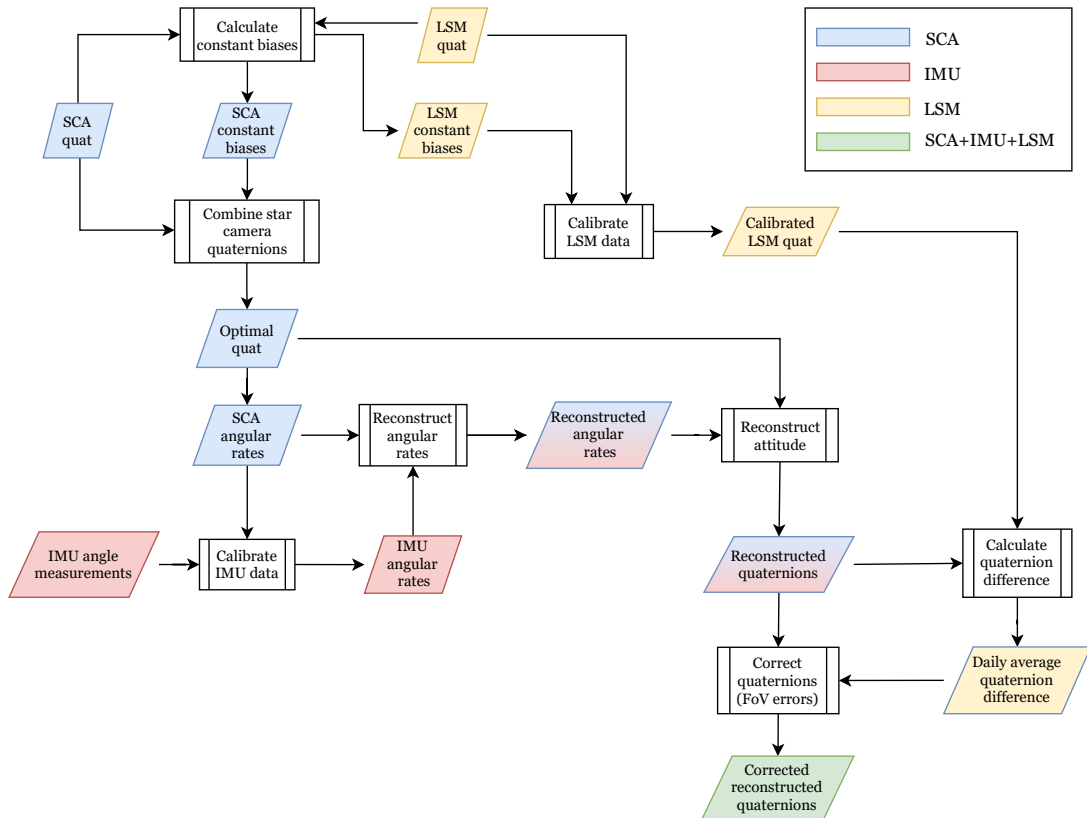 Calculate
constant biases
LSM
quat
SCA
IMU
LSM
SCA+IMU+LSM
SCA
quat
SCA
constant
biases
LSM
constant
biases
Combine star
camera
quaternions
Calibrate
LSM data
Calibrated
LSM quat
Optimal
quat
SCA
angular
rates
Reconstruct
angular
rates
Reconstructed
angular
rates
Reconstruct
attitude
IMU angle
measurements
Calibrate
IMU data
IMU
angular
rates
Reconstructed
quaternions
Calculate
quaternion
difference
Correct
quaternions
(FoV errors)
Daily average
quaternion
difference
Corrected
reconstructed
quaternions